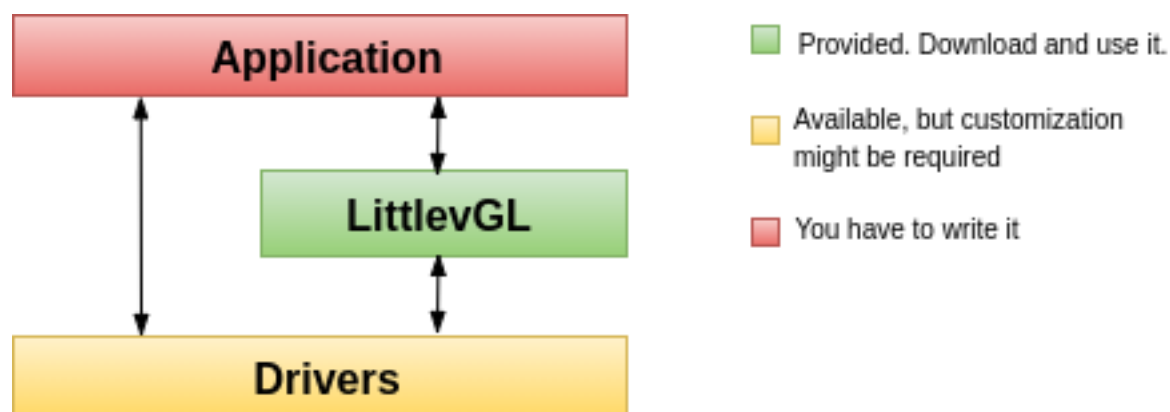 Application
LittlevGL
Drivers
Provided. Download and use it.
Available, but customization
might be required
You have to write it